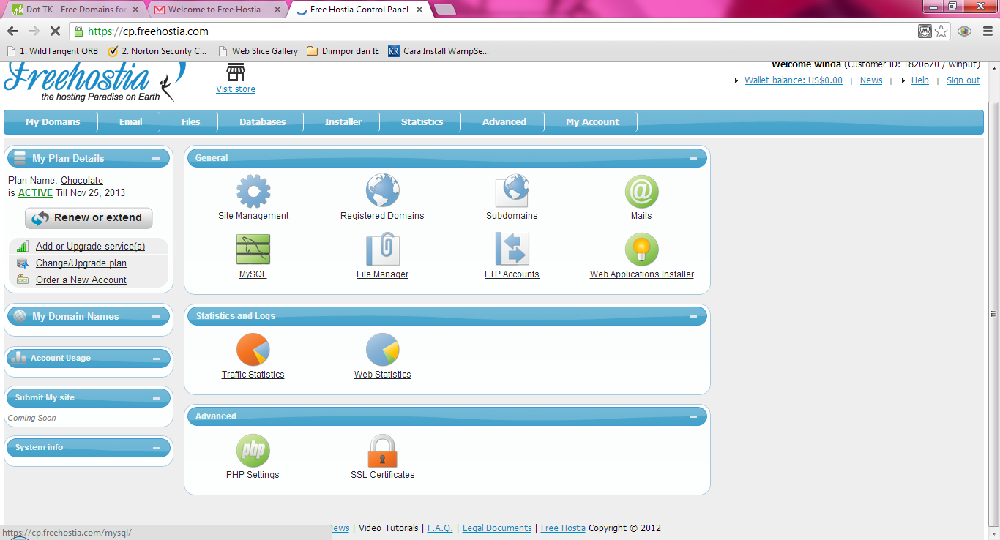 Dot TK - Free Domains for
Welcome to Free Hostia -
Free Hostia Control Panel
https://cp.freehostia.com
1. WildTangent ORB
2. Norton Security C...
Web Slice Gallery
Diimpor dari IE
KR
Cara Install WampSe...
Freehostia
the hosting Paradise on Earth
Visit store
Welcome winda (Customer ID: 1820670 / winput)
Wallet balance: US$0.00 | News | Help | Sign out
My Domains
Email
Files
Databases
Installer
Statistics
Advanced
My Account
My Plan Details
Plan Name: Chocolate
is ACTIVE Till Nov 25, 2013
Renew or extend
Add or Upgrade service(s)
Change/Upgrade plan
Order a New Account
My Domain Names
Account Usage
Submit My site
Coming Soon
System info
General
Site Management
Registered Domains
Subdomains
Mails
MySQL
File Manager
FTP Accounts
Web Applications Installer
Statistics and Logs
Traffic Statistics
Web Statistics
Advanced
php
PHP Settings
SSL Certificates
News | Video Tutorials | F.A.Q. | Legal Documents | Free Hostia Copyright © 2012
https://cp.freehostia.com/mysql/